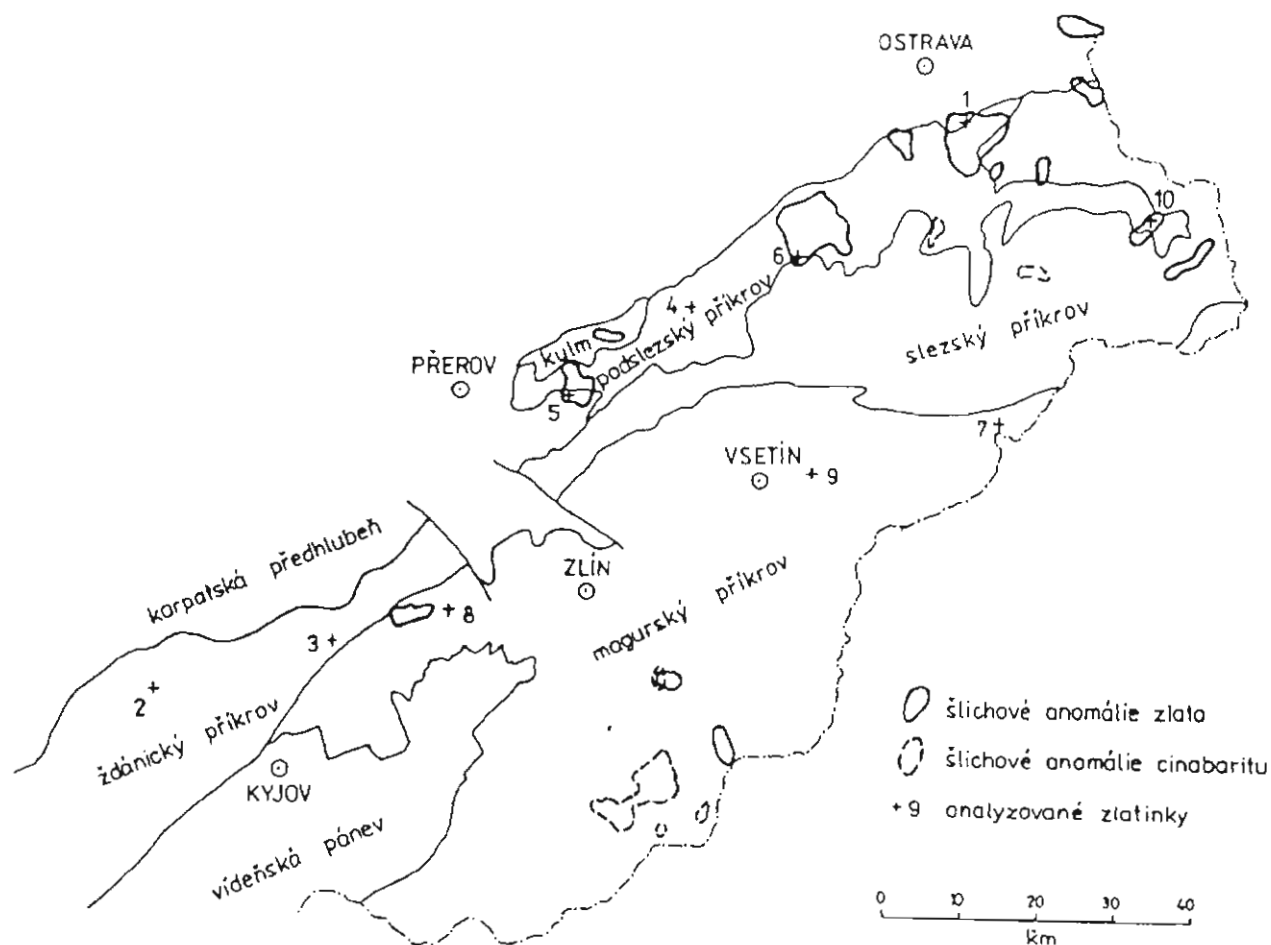 OSTRAVA
1
10
6
4
podslezský příkrov
slezský příkrov
kulm
PŘEROV
5
7
VSETÍN
9
karpatská předhlubeň
ZLÍN
magurský příkrov
8
3
2
ždánický příkrov
KYJOV
vídeňská pánev
šlichové anomálie zlata
šlichové anomálie cinabaritu
+9 analyzované zlatinky
0 10 20 30 40
km